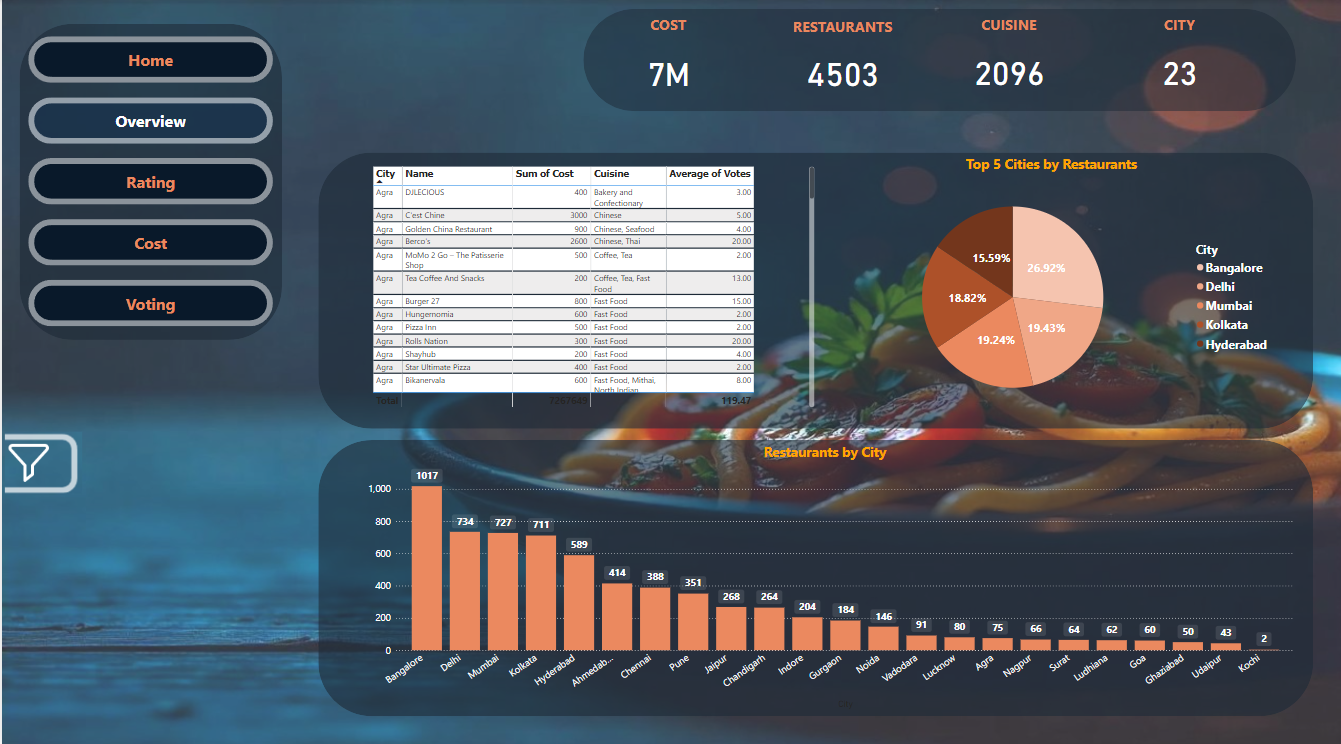 Home
Overview
Rating
Cost
Voting
COST
RESTAURANTS
CUISINE
CITY
7M
4503
2096
23
City Name Sum of Cost Cuisine Average of Votes
Agra DJLECIOUS 400 Bakery and 3.00
Confectionary
Agra C'est Chine 3000 Chinese 5.00
Agra Golden China Restaurant 900 Chinese, Seafood 4.00
Agra Berco's 2600 Chinese, Thai 20.00
Agra MoMo 2 Go – The Patisserie 500 Coffee, Tea 2.00
Shop
Agra Tea Coffee And Snacks 200 Coffee, Tea, Fast 13.00
Food
Agra Burger 27 800 Fast Food 15.00
Agra Hungernomia 600 Fast Food 2.00
Agra Pizza Inn 500 Fast Food 2.00
Agra Rolls Nation 300 Fast Food 20.00
Agra Shayhub 200 Fast Food 4.00
Agra Star Ultimate Pizza 400 Fast Food 2.00
Agra Bikanervala 600 Fast Food, Mithai, 8.00
North Indian
Total 7267689 119.47
Top 5 Cities by Restaurants
15.59%
26.92%
18.82%
19.43%
19.24%
City
Bangalore
Delhi
Mumbai
Kolkata
Hyderabad
Restaurants by City
1,000
800
600
400
200
0
1017
734
727
711
589
414
388
351
268
264
204
184
146
91
80
75
66
64
62
60
50
43
2
Bangalore
Delhi
Mumbai
Kolkata
Hyderabad
Ahmedab...
Chennai
Pune
Jaipur
Chandigarh
Indore
Gurgaon
Noida
Vadodara
Lucknow
Agra
Nagpur
Surat
Ludhiana
Goa
Ghaziabad
Udaipur
Kochi
City